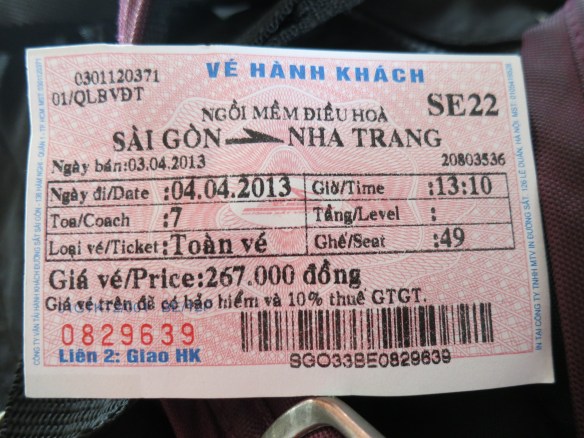 VÉ HÀNH KHÁCH
0301120371
01/QLBVĐT
NGỒI MỀM ĐIỀU HOÀ
SE22
SÀI GÒN NHA TRANG
Ngày bán:03.04.2013
20803536
Ngày đi/Date :04.04.2013 Giờ/Time :13:10
Toa/Coach :7 Tầng/Level :
Loại vé/Ticket:Toàn vé Ghế/Seat :49
Giá vé/Price:267.000 đồng
Giá vé trên đã có bảo hiểm và 10% thuế GTGT.
0829639
Liên 2: Giao HK
SGO33BE0829639